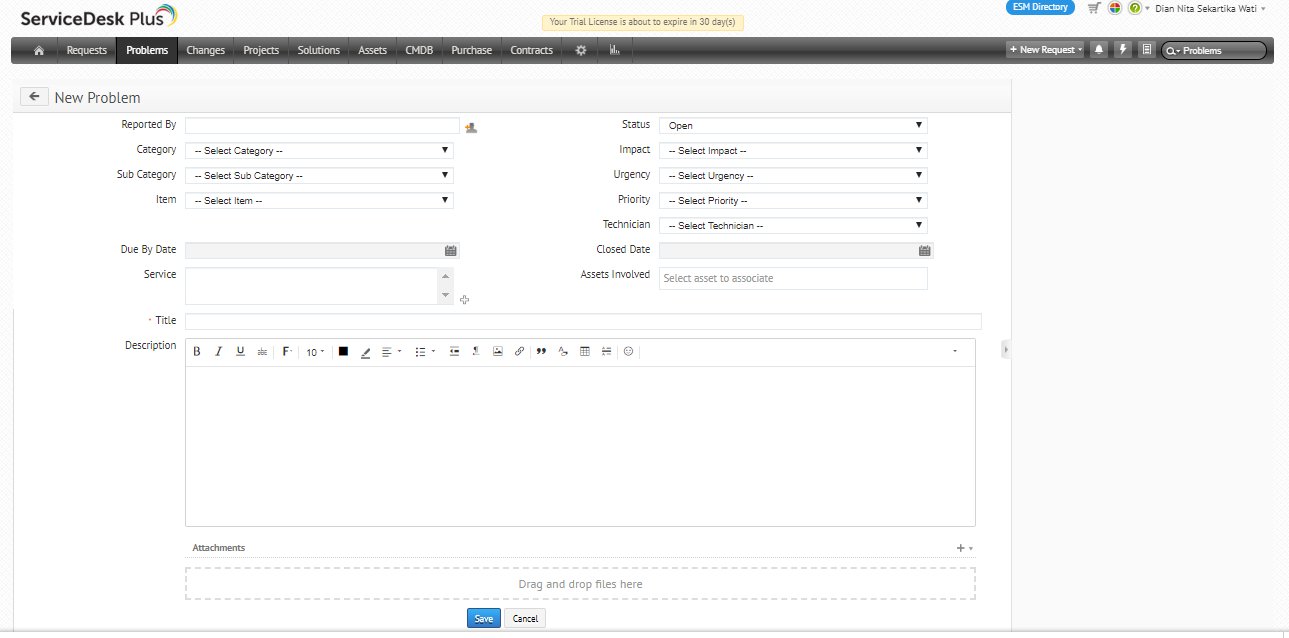 ServiceDesk Plus
Your Trial License is about to expire in 30 day(s)
ESM Directory
Dian Nita Sekartika Wati
Requests Problems Changes Projects Solutions Assets CMDB Purchase Contracts
+ New Request
Problems
New Problem
Reported By
Status Open
Category -- Select Category --
Impact -- Select Impact --
Sub Category -- Select Sub Category --
Urgency -- Select Urgency --
Item -- Select Item --
Priority -- Select Priority --
Technician -- Select Technician --
Due By Date
Closed Date
Service
Assets Involved Select asset to associate
* Title
Description
B I U abc F 10
Attachments
Drag and drop files here
Save Cancel